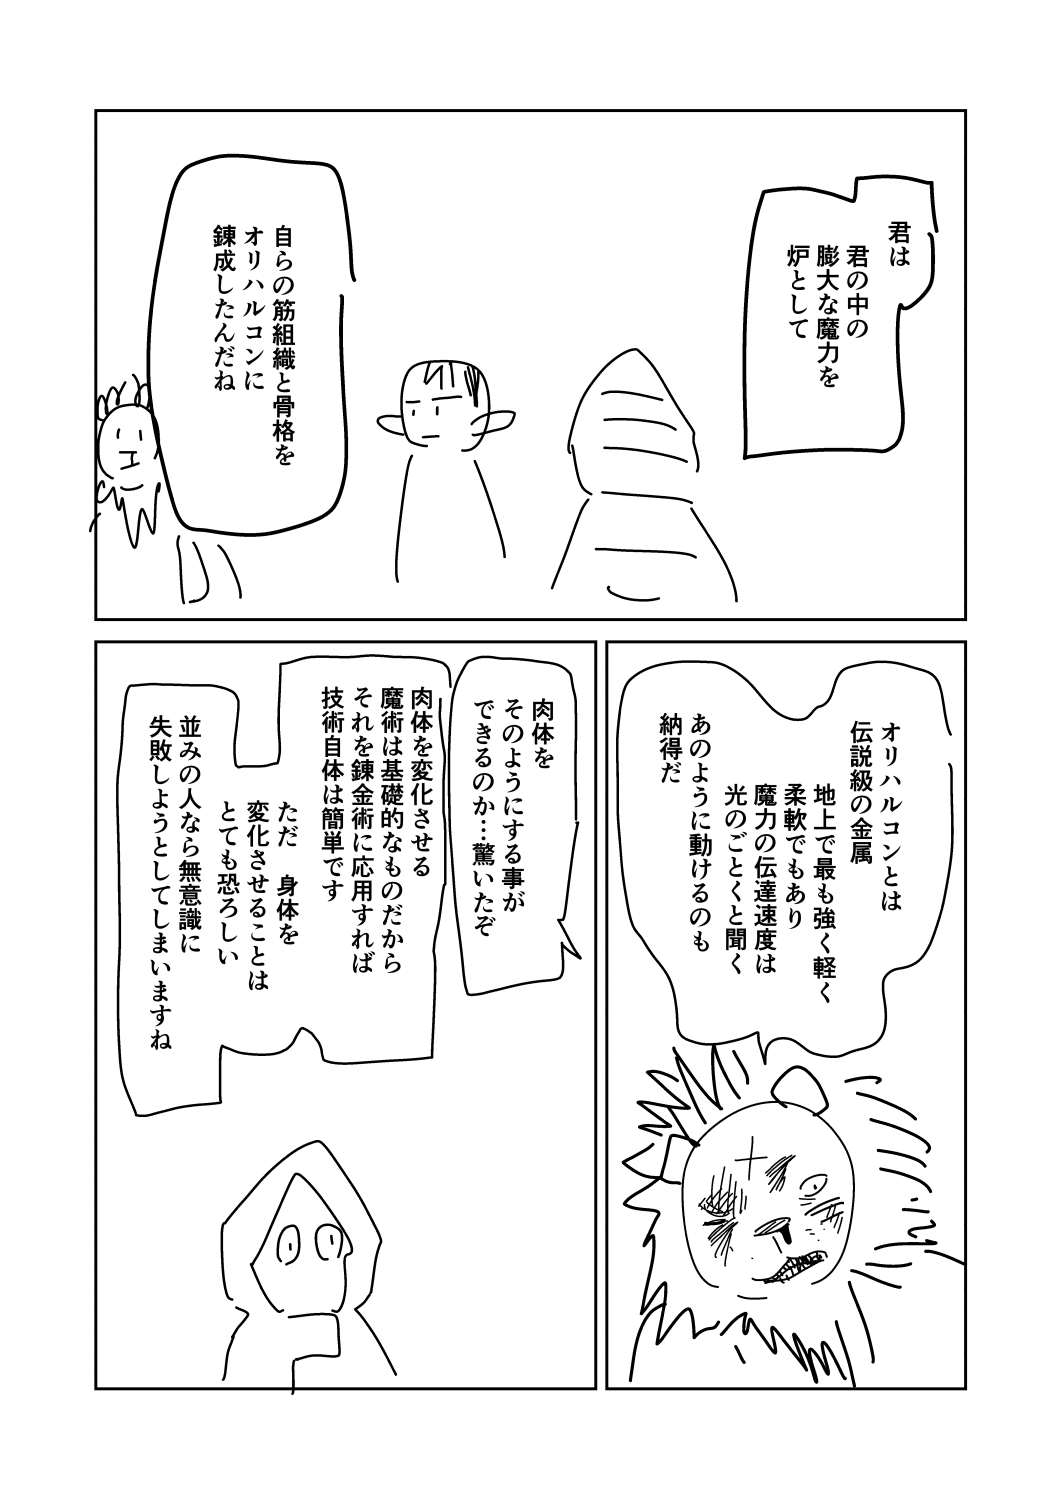 君は
君の中の
膨大な魔力を
炉として
自らの筋組織と骨格を
オリハルコンに
錬成したんだね
オリハルコンとは
伝説級の金属
地上で最も強く軽く
柔軟でもあり
魔力の伝達速度は
光のごとくと聞く
あのように動けるのも
納得だ
肉体を
そのようにする事が
できるのか…驚いたぞ
肉体を変化させる
魔術は基礎的なものだから
それを錬金術に応用すれば
技術自体は簡単です
ただ 身体を
変化させることは
とても恐ろしい
並みの人なら無意識に
失敗しようとしてしまいますね